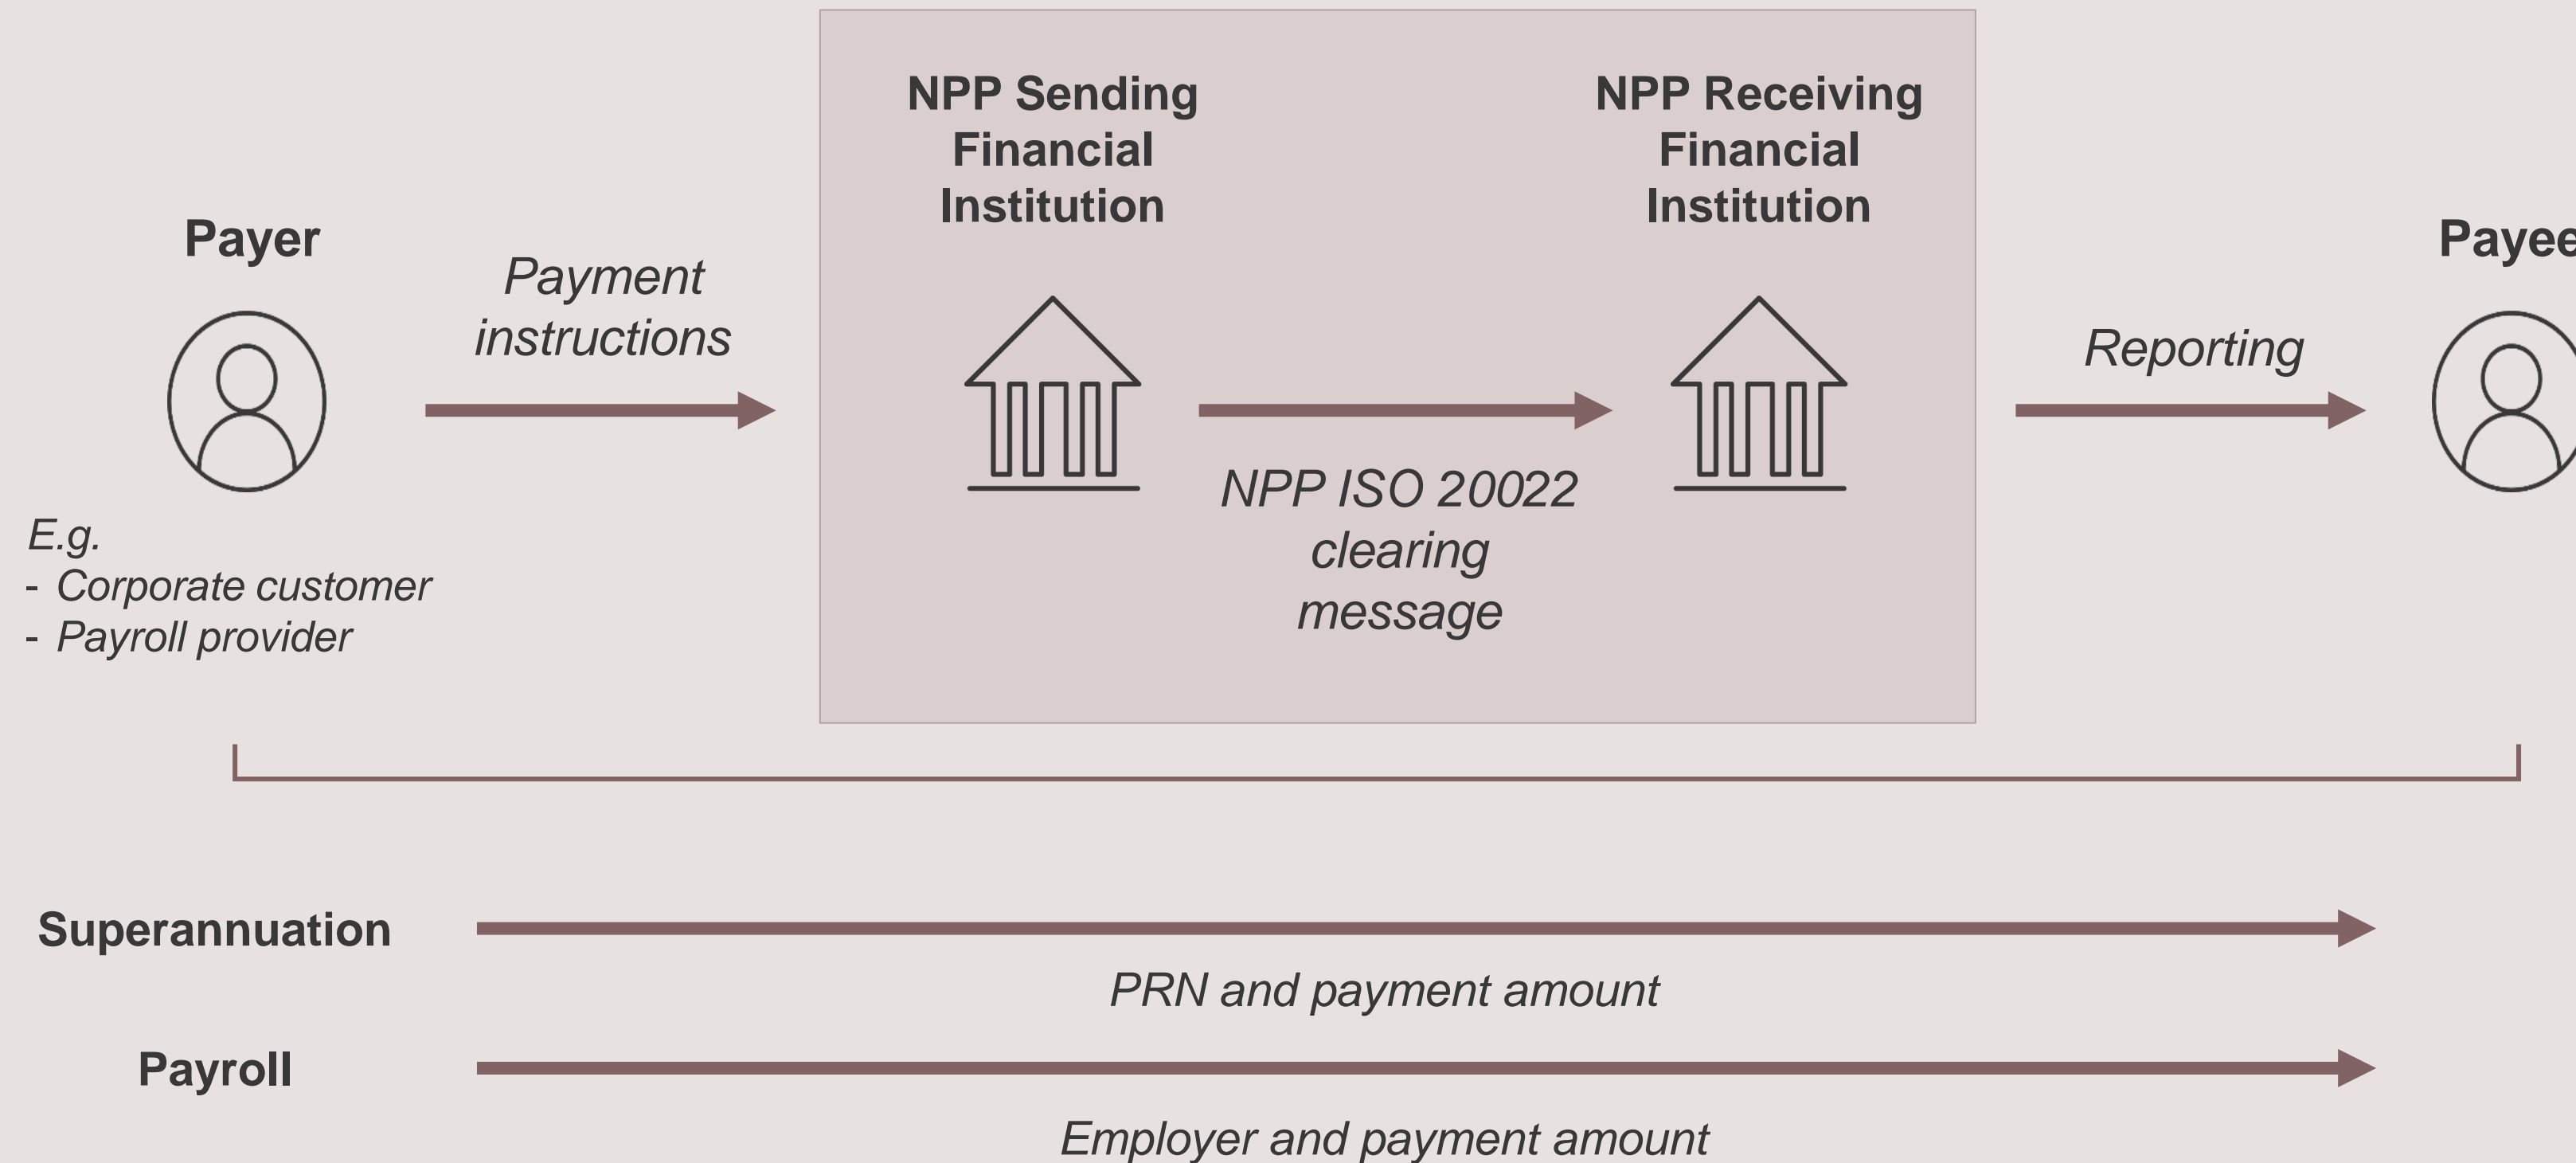 NPP Sending
Financial
Institution
NPP Receiving
Financial
Institution
Payer
Payment
instructions
Reporting
Payee
NPP ISO 20022
clearing
message
E.g.
- Corporate customer
- Payroll provider
Superannuation
PRN and payment amount
Payroll
Employer and payment amount